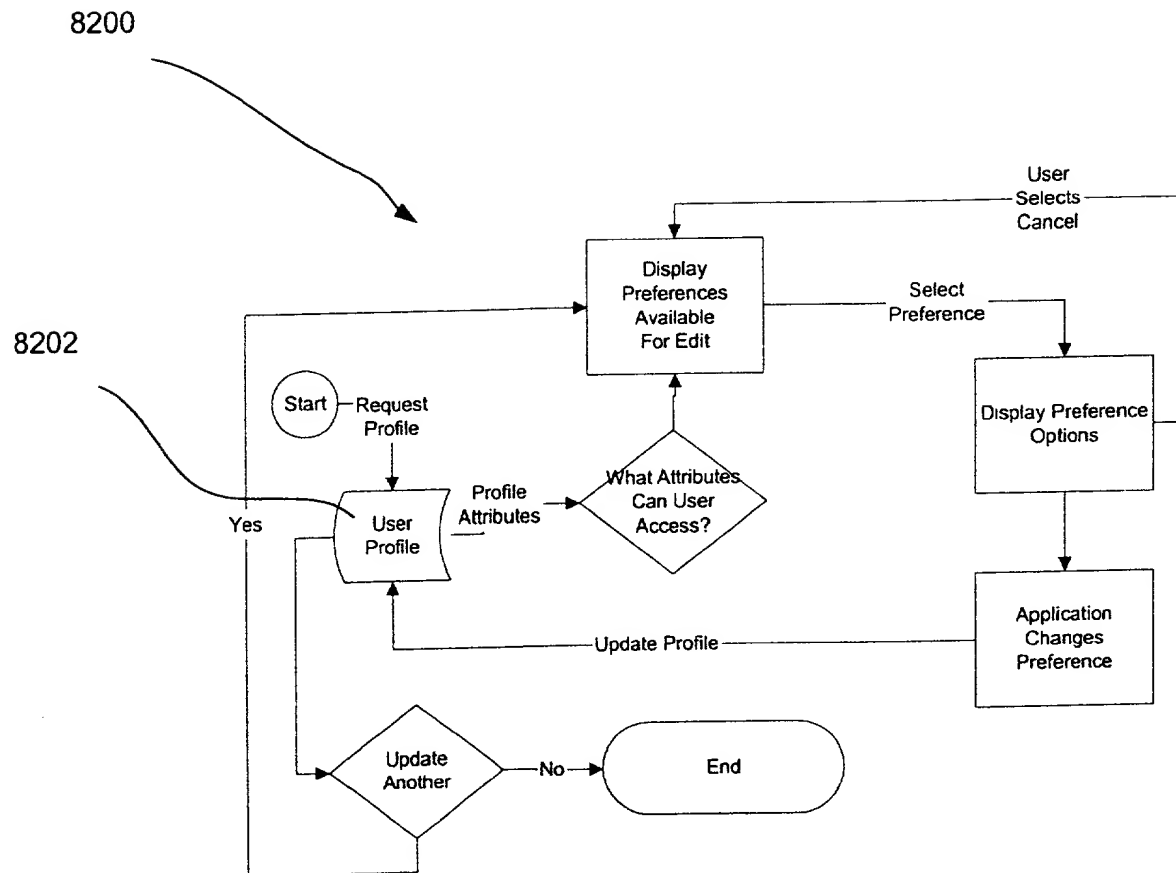 8200
User
Selects
Cancel
Display
Preferences
Available
For Edit
Select
Preference
8202
Start
Request
Profile
Display Preference
Options
What Attributes
Can User
Access?
Profile
Attributes
User
Profile
Yes
Application
Changes
Preference
Update Profile
Update
Another
No
End